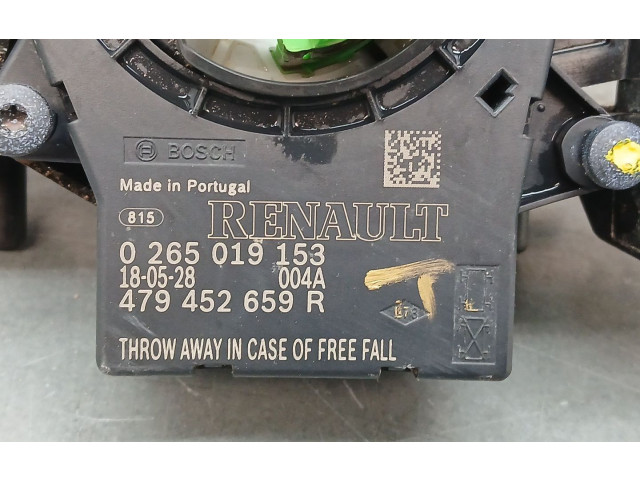 BOSCH
Made in Portugal
815
RENAULT
0 265 019 153
18-05-28 004A
479 452 659 R
THROW AWAY IN CASE OF FREE FALL